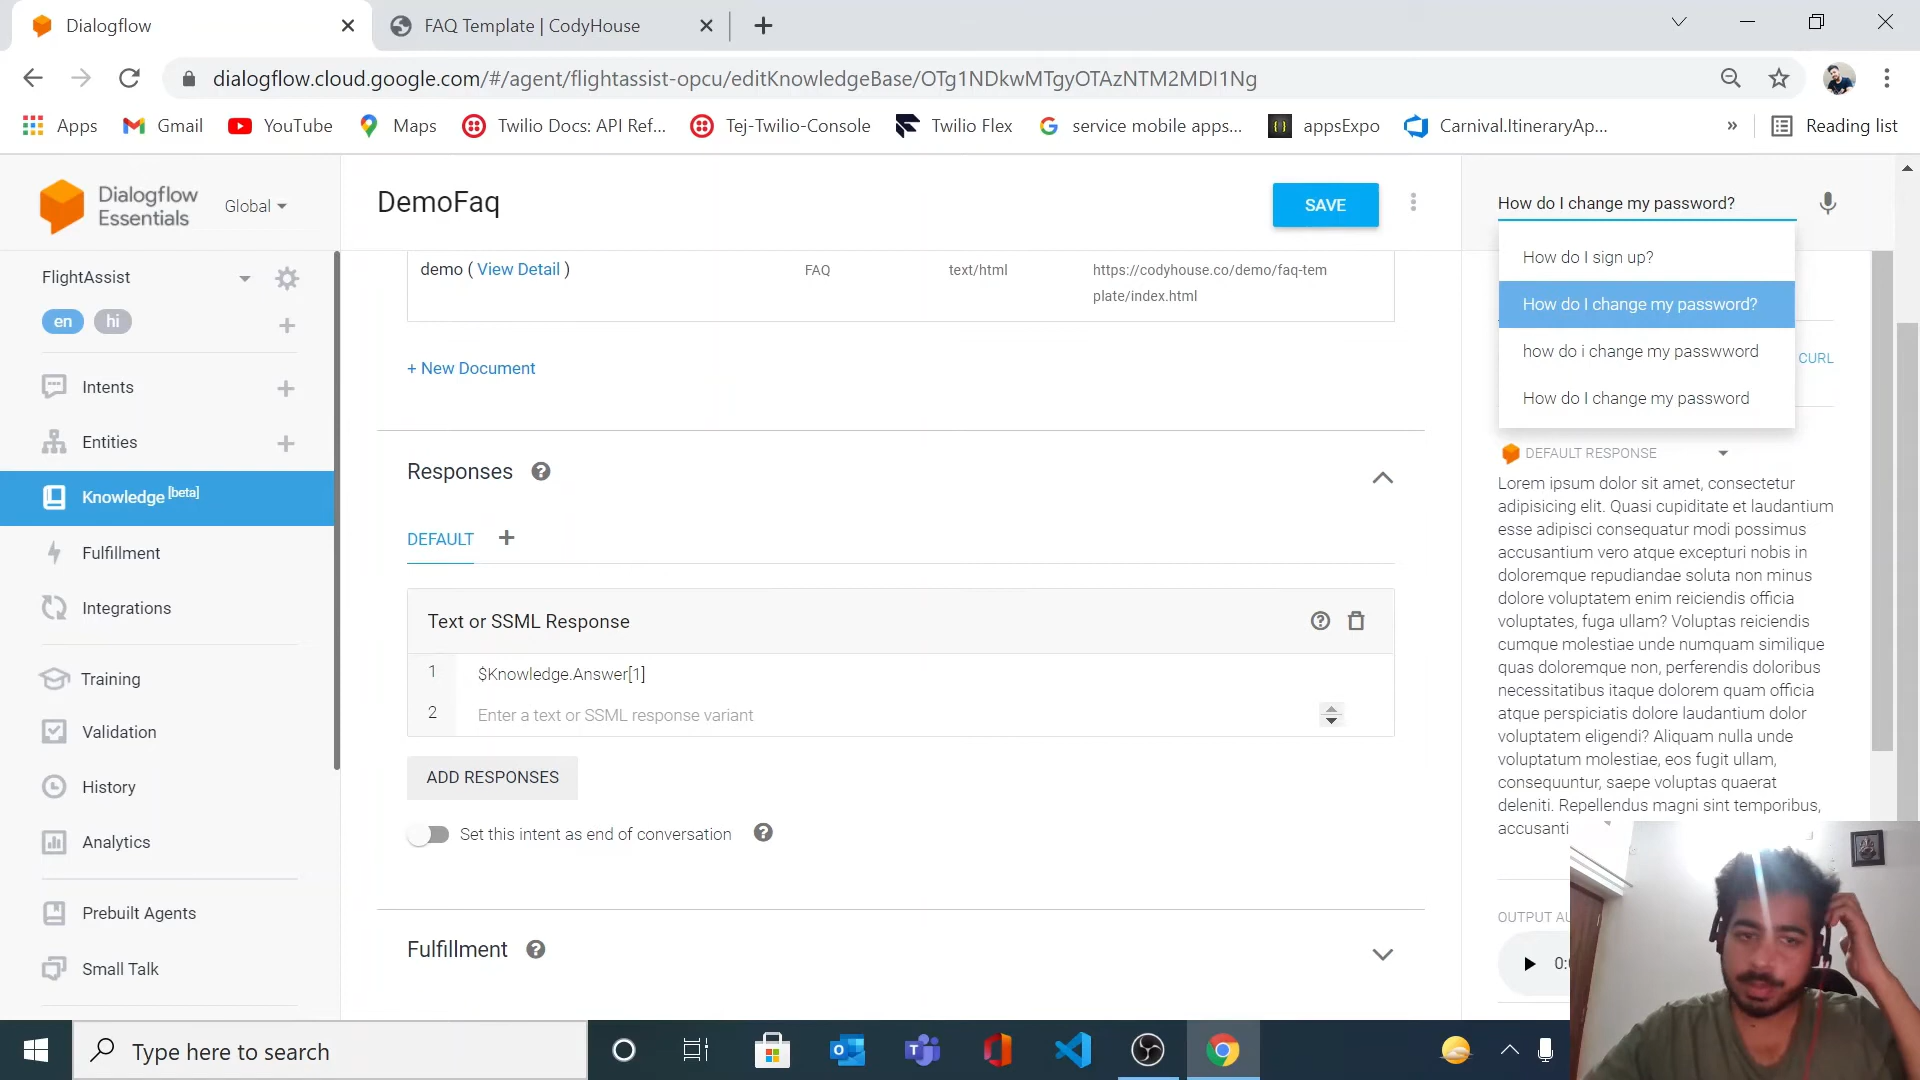 Dialogflow
FAQ Template | CodyHouse
dialogflow.cloud.google.com/#/agent/flightassist-opcu/editKnowledgeBase/OTg1NDkwMTgyOTAzNTM2MDI1Ng
Apps
Gmail
YouTube
Maps
Twilio Docs: API Ref...
Tej-Twilio-Console
Twilio Flex
service mobile apps...
appsExpo
Carnival.ItineraryAp...
»
Reading list
Dialogflow
Essentials
Global
DemoFaq
SAVE
How do I change my password?
FlightAssist
en
hi
Intents
Entities
Knowledge [beta]
Fulfillment
Integrations
Training
Validation
History
Analytics
Prebuilt Agents
Small Talk
demo ( View Detail )
FAQ
text/html
https://codyhouse.co/demo/faq-tem
plate/index.html
+ New Document
Responses
DEFAULT
Text or SSML Response
1
$Knowledge.Answer[1]
2
Enter a text or SSML response variant
ADD RESPONSES
Set this intent as end of conversation
Fulfillment
How do I sign up?
How do I change my password?
how do i change my passwword
How do I change my password
CURL
DEFAULT RESPONSE
Lorem ipsum dolor sit amet, consectetur
adipisicing elit. Quasi cupiditate et laudantium
esse adipisci consequatur modi possimus
accusantium vero atque excepturi nobis in
doloremque repudiandae soluta non minus
dolore voluptatem enim reiciendis officia
voluptates, fuga ullam? Voluptas reiciendis
cumque molestiae unde numquam similique
quas doloremque non, perferendis doloribus
necessitatibus itaque dolorem quam officia
atque perspiciatis dolore laudantium dolor
voluptatem eligendi? Aliquam nulla unde
voluptatum molestiae, eos fugit ullam,
consequuntur, saepe voluptas quaerat
deleniti. Repellendus magni sint temporibus,
accusanti
OUTPUT AU
Type here to search